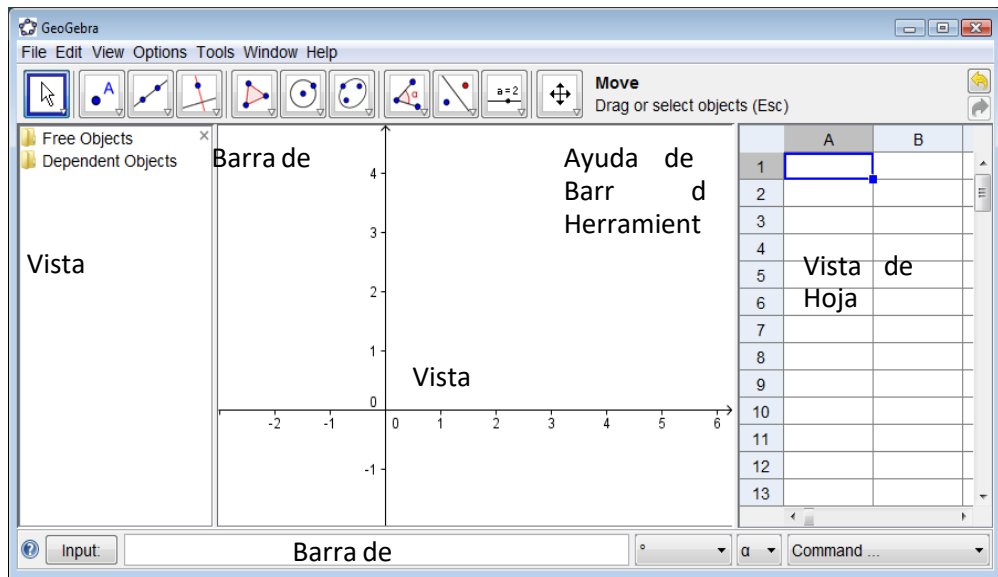 GeoGebra
File Edit View Options Tools Window Help
A
α
a = 2
Move
Drag or select objects (Esc)
Free Objects
Dependent Objects
Barra de
Ayuda de
Barr d
Herramient
Vista
Vista
4
3
2
1
0
-1
-2 -1 0 1 2 3 4 5 6
A B
1
2
3
4
5
6
7
8
9
10
11
12
13
Vista de
Hoja
Input:
Barra de
°
α
Command ...